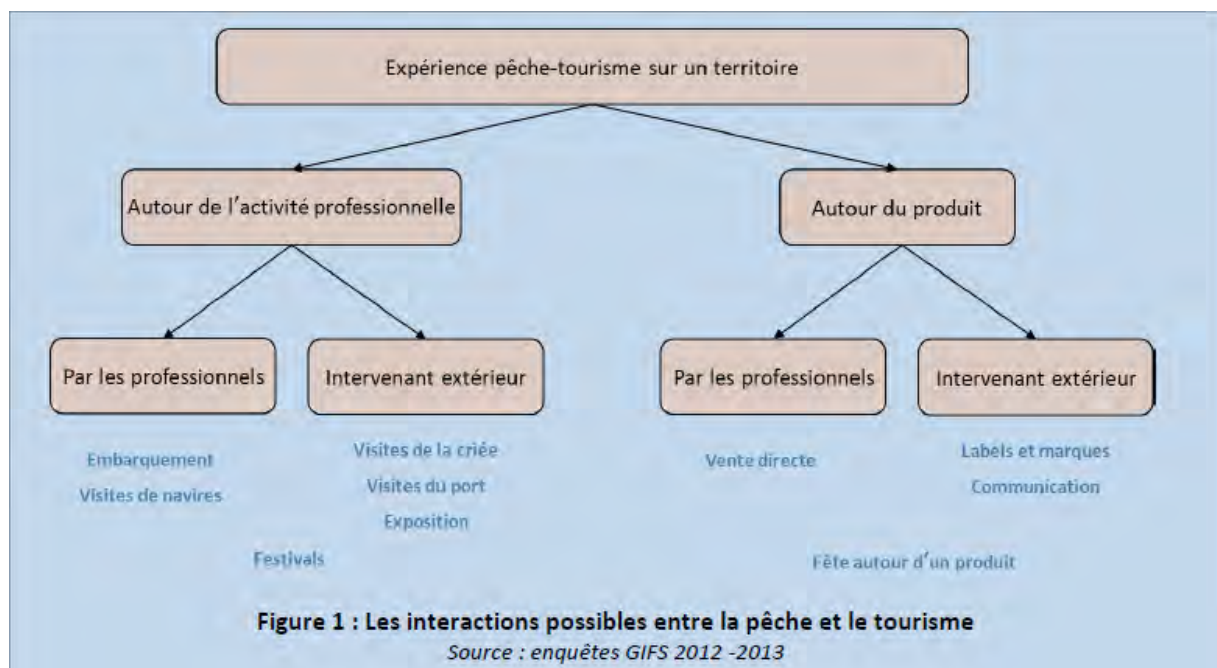 Expérience pêche-tourisme sur un territoire
Autour de l'activité professionnelle
Autour du produit
Par les professionnels
Intervenant extérieur
Par les professionnels
Intervenant extérieur
Embarquement
Visites de navires
Visites de la criée
Visites du port
Exposition
Vente directe
Labels et marques
Communication
Festivals
Fête autour d'un produit
Figure 1 : Les interactions possibles entre la pêche et le tourisme
Source : enquêtes GIFS 2012 -2013